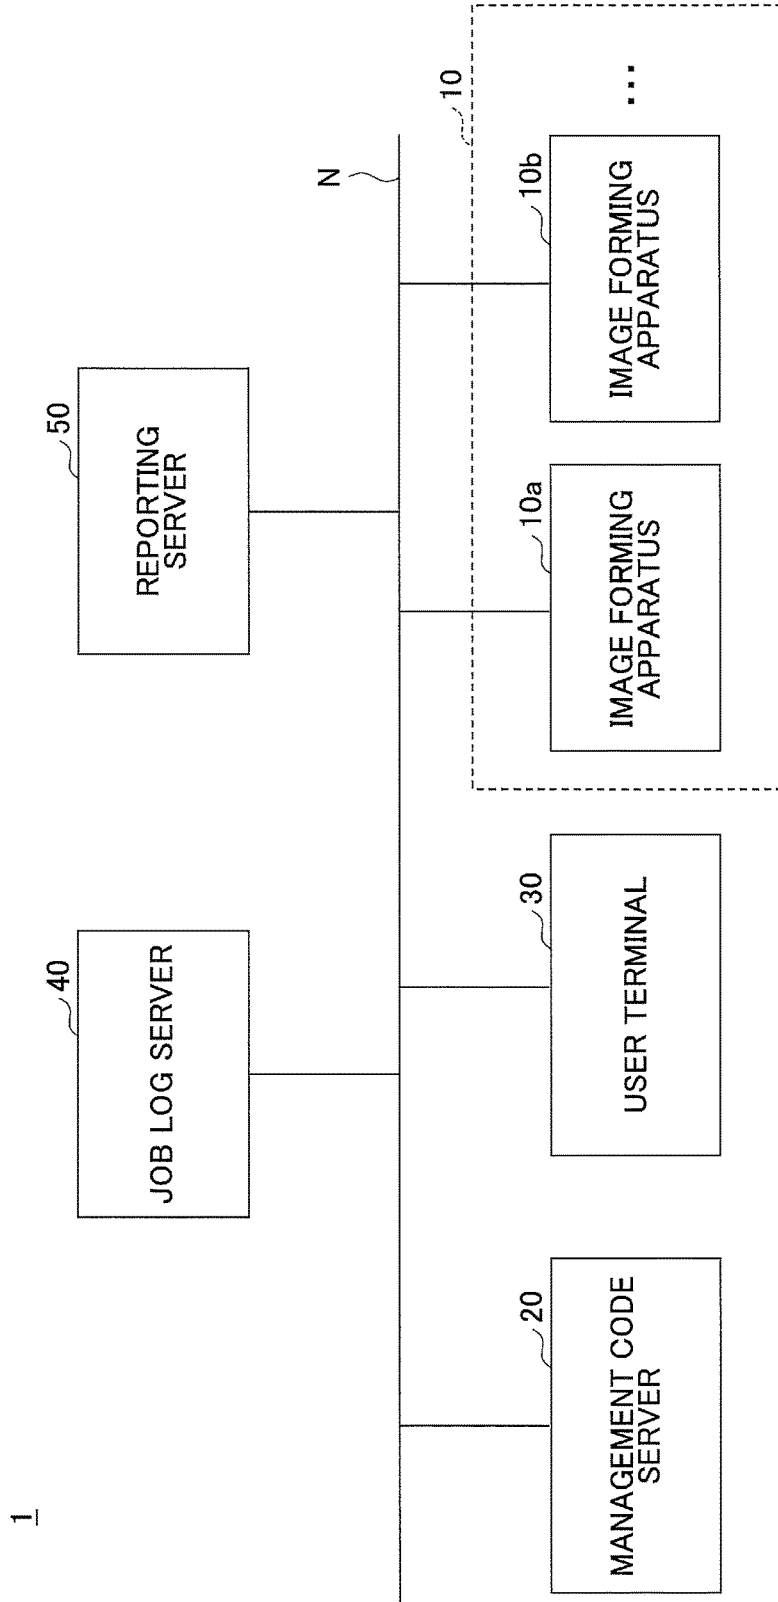 1
40
JOB LOG SERVER
50
REPORTING
SERVER
N
20
MANAGEMENT CODE
SERVER
30
USER TERMINAL
10
10a
IMAGE FORMING
APPARATUS
10b
IMAGE FORMING
APPARATUS
...